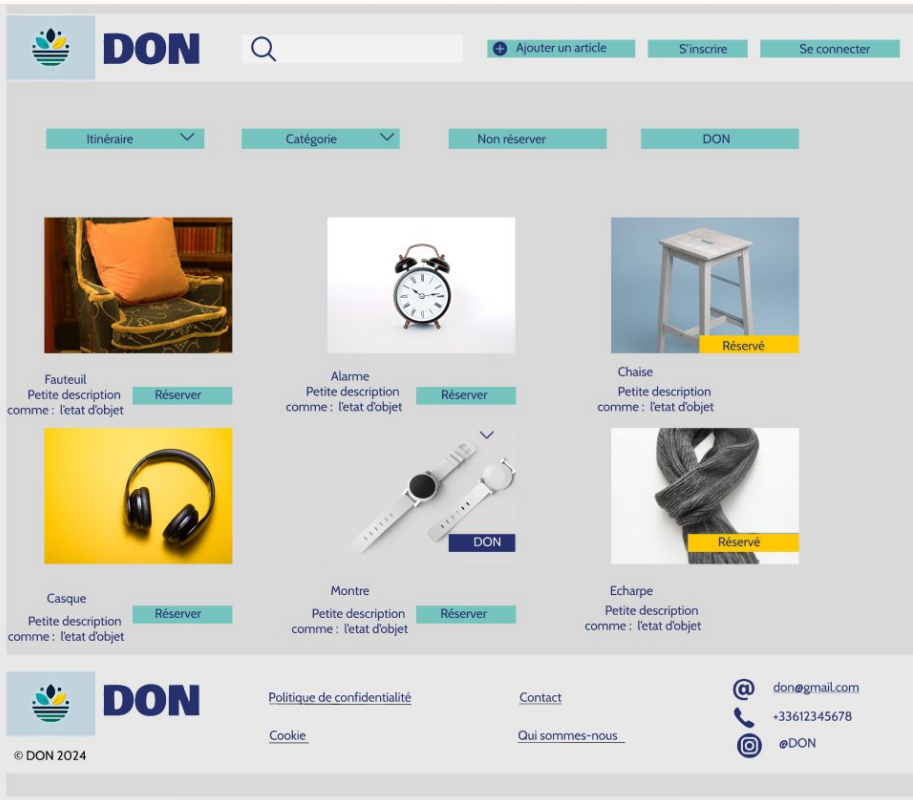 DON
Ajouter un article
S'inscrire
Se connecter
Itinéraire
Catégorie
Non réserver
DON
Réservé
Fauteuil
Petite description
comme : l'etat d'objet
Réserver
Alarme
Petite description
comme : l'etat d'objet
Réserver
Chaise
Petite description
comme : l'etat d'objet
DON
Réservé
Casque
Petite description
comme : l'etat d'objet
Réserver
Montre
Petite description
comme : l'etat d'objet
Réserver
Echarpe
Petite description
comme : l'etat d'objet
DON
© DON 2024
Politique de confidentialité
Cookie
Contact
Qui sommes-nous
don@gmail.com
+33612345678
@DON